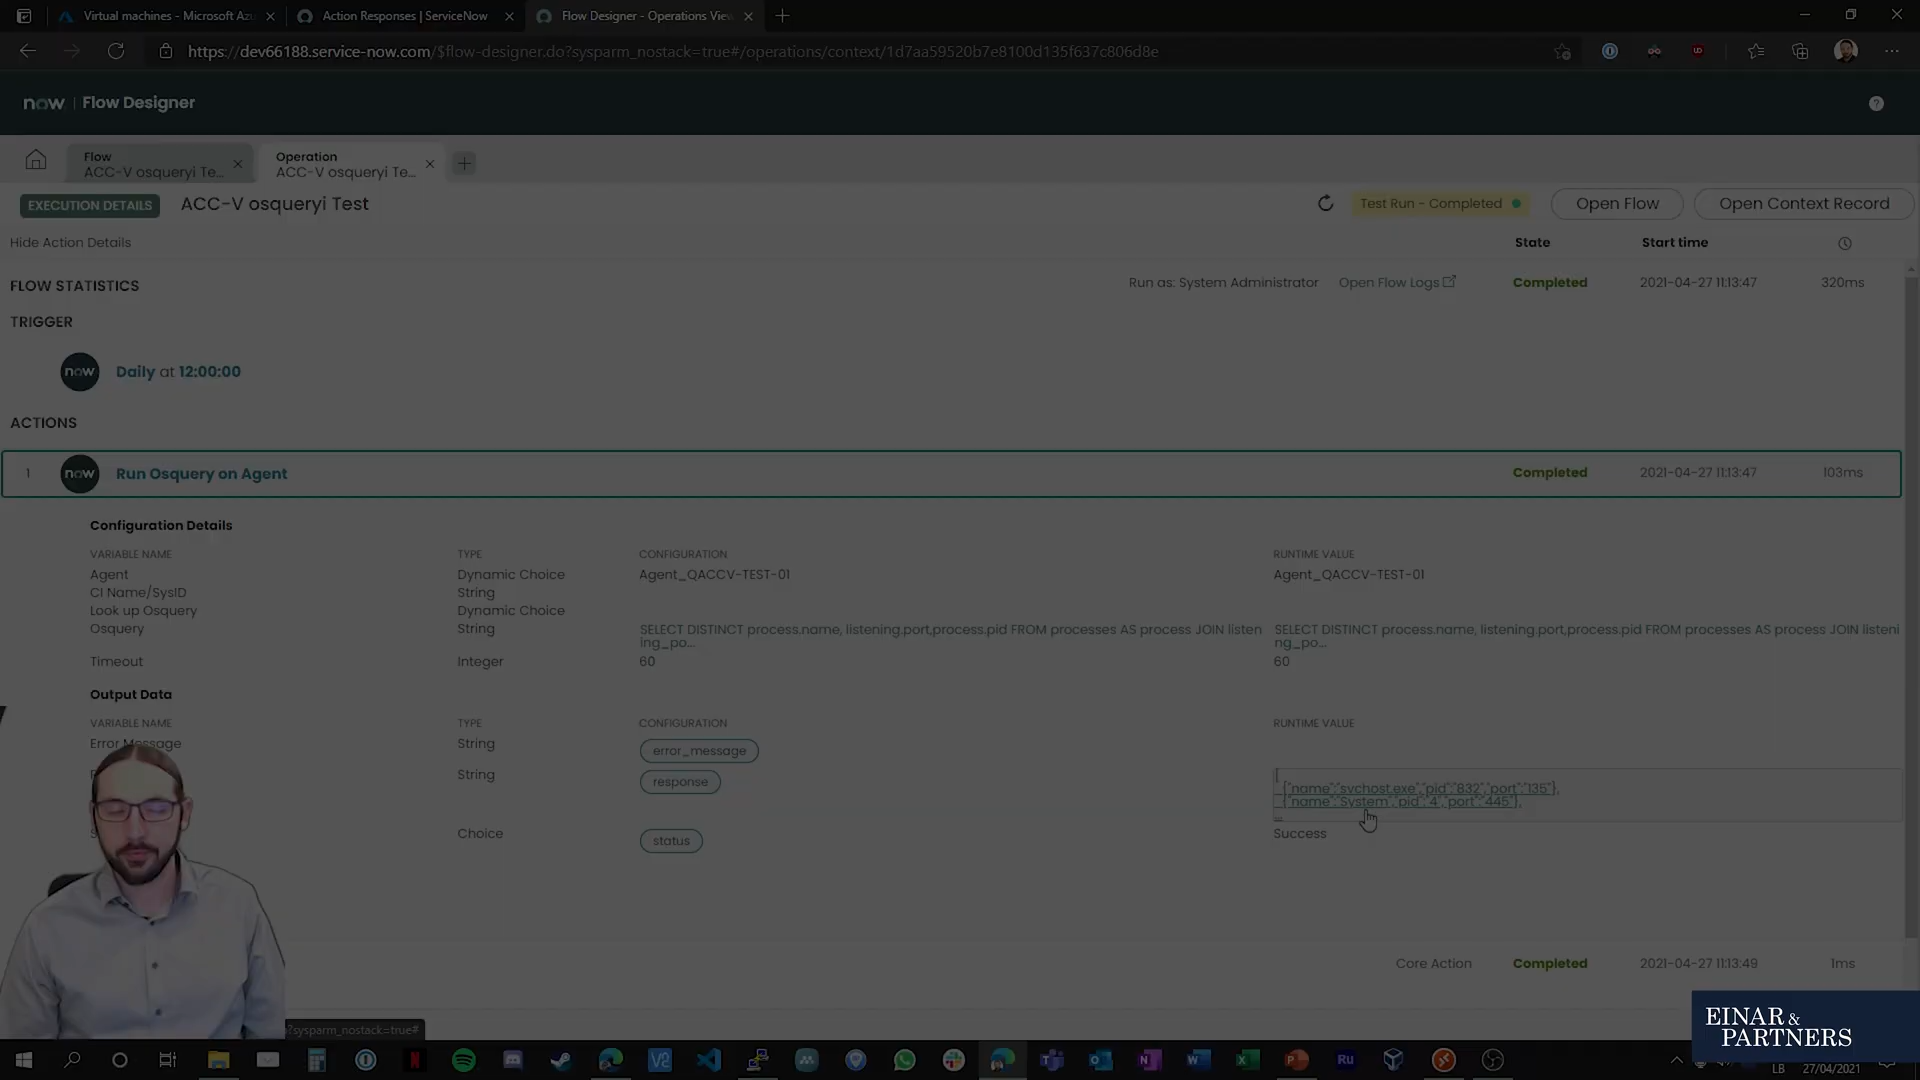 Virtual machines - Microsoft Az
Action Responses | ServiceNow
Flow Designer - Operations View
https://dev66188.service-now.com/$flow-designer.do?sysparm_nostack=true#/operations/context/1d7aa59520b7e8100d135f637c806d8e
now | Flow Designer
Flow
ACC-V osqueryi Te...
Operation
ACC-V osqueryi Te...
EXECUTION DETAILS
ACC-V osqueryi Test
Test Run - Completed
Open Flow
Open Context Record
Hide Action Details
State
Start time
FLOW STATISTICS
Run as: System Administrator
Open Flow Logs
Completed
2021-04-27 11:13:47
320ms
TRIGGER
now
Daily at 12:00:00
ACTIONS
1
now
Run Osquery on Agent
Completed
2021-04-27 11:13:47
103ms
Configuration Details
VARIABLE NAME
TYPE
CONFIGURATION
RUNTIME VALUE
Agent
Dynamic Choice
Agent_QACCV-TEST-01
Agent_QACCV-TEST-01
CI Name/SysID
String
Look up Osquery
Dynamic Choice
Osquery
String
SELECT DISTINCT process.name, listening.port,process.pid FROM processes AS process JOIN listen
ing_po...
SELECT DISTINCT process.name, listening.port,process.pid FROM processes AS process JOIN listeni
ng_po...
Timeout
Integer
60
60
Output Data
VARIABLE NAME
TYPE
CONFIGURATION
RUNTIME VALUE
Error Message
String
error_message
String
response
[
{"name":"svchost.exe","pid":"832","port":"135"},
{"name":"System","pid":"4","port":"445"},
...
Choice
status
Success
Core Action
Completed
2021-04-27 11:13:49
1ms
?sysparm_nostack=true#
EINAR &
PARTNERS
LB
27/04/2021